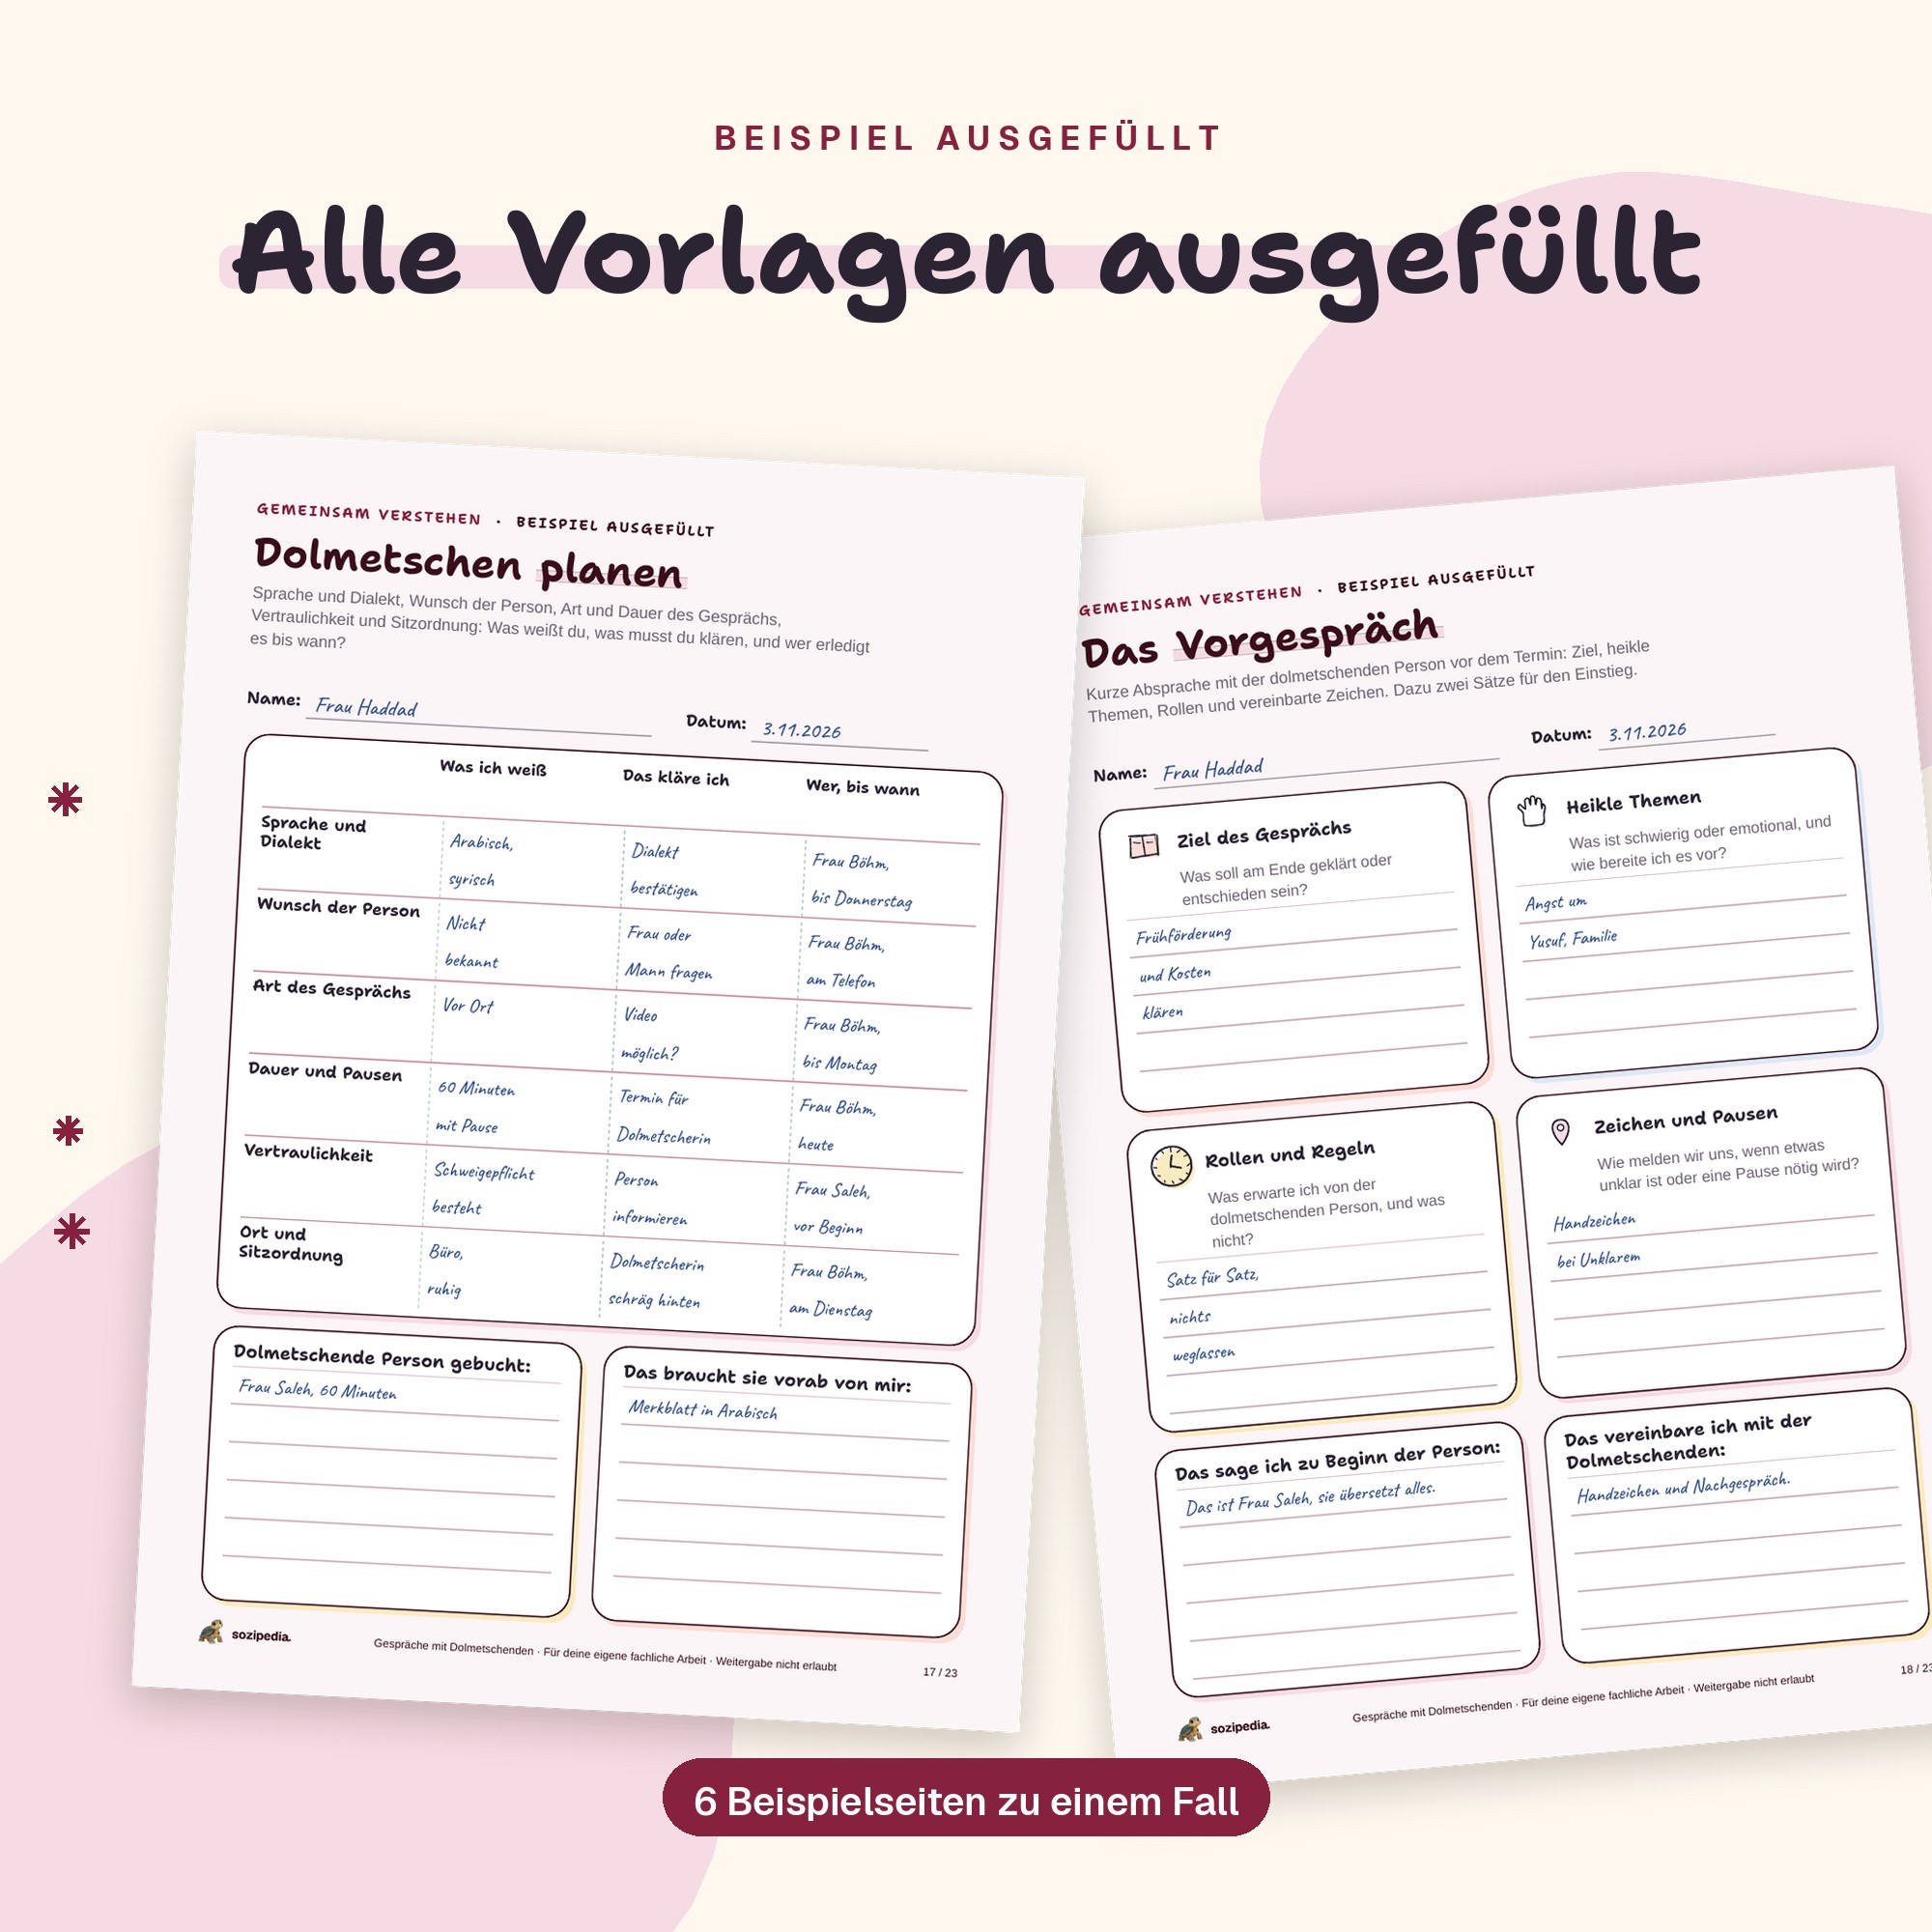 BEISPIEL AUSGEFÜLLT
Alle Vorlagen ausgefüllt
GEMEINSAM VERSTEHEN · BEISPIEL AUSGEFÜLLT
Dolmetschen planen
Sprache und Dialekt, Wunsch der Person, Art und Dauer des Gesprächs,
Vertraulichkeit und Sitzordnung: Was weißt du, was musst du klären, und wer erledigt
es bis wann?
Name: Frau Haddad Datum: 3.11.2026
Was ich weiß Das kläre ich Wer, bis wann
Sprache und
Dialekt
Arabisch,
syrisch
Dialekt
bestätigen
Frau Böhm,
bis Donnerstag
Wunsch der Person
Nicht
bekannt
Frau oder
Mann fragen
Frau Böhm,
am Telefon
Art des Gesprächs
Vor Ort
Video
möglich?
Frau Böhm,
bis Montag
Dauer und Pausen
60 Minuten
mit Pause
Termin für
Dolmetscherin
Frau Böhm,
heute
Vertraulichkeit
Schweigepflicht
besteht
Person
informieren
Frau Saleh,
vor Beginn
Ort und
Sitzordnung
Büro,
ruhig
Dolmetscherin
schräg hinten
Frau Böhm,
am Dienstag
Dolmetschende Person gebucht:
Frau Saleh, 60 Minuten
Das braucht sie vorab von mir:
Merkblatt in Arabisch
sozipedia.
Gespräche mit Dolmetschenden · Für deine eigene fachliche Arbeit · Weitergabe nicht erlaubt
17 / 23
GEMEINSAM VERSTEHEN · BEISPIEL AUSGEFÜLLT
Das Vorgespräch
Kurze Absprache mit der dolmetschenden Person vor dem Termin: Ziel, heikle
Themen, Rollen und vereinbarte Zeichen. Dazu zwei Sätze für den Einstieg.
Name: Frau Haddad Datum: 3.11.2026
Ziel des Gesprächs
Was soll am Ende geklärt oder
entschieden sein?
Frühförderung
und Kosten
klären
Heikle Themen
Was ist schwierig oder emotional, und
wie bereite ich es vor?
Angst um
Yusuf, Familie
Rollen und Regeln
Was erwarte ich von der
dolmetschenden Person, und was
nicht?
Satz für Satz,
nichts
weglassen
Zeichen und Pausen
Wie melden wir uns, wenn etwas
unklar ist oder eine Pause nötig wird?
Handzeichen
bei Unklarem
Das sage ich zu Beginn der Person:
Das ist Frau Saleh, sie übersetzt alles.
Das vereinbare ich mit der
Dolmetschenden:
Handzeichen und Nachgespräch.
sozipedia.
Gespräche mit Dolmetschenden · Für deine eigene fachliche Arbeit · Weitergabe nicht erlaubt
18 / 23
6 Beispielseiten zu einem Fall